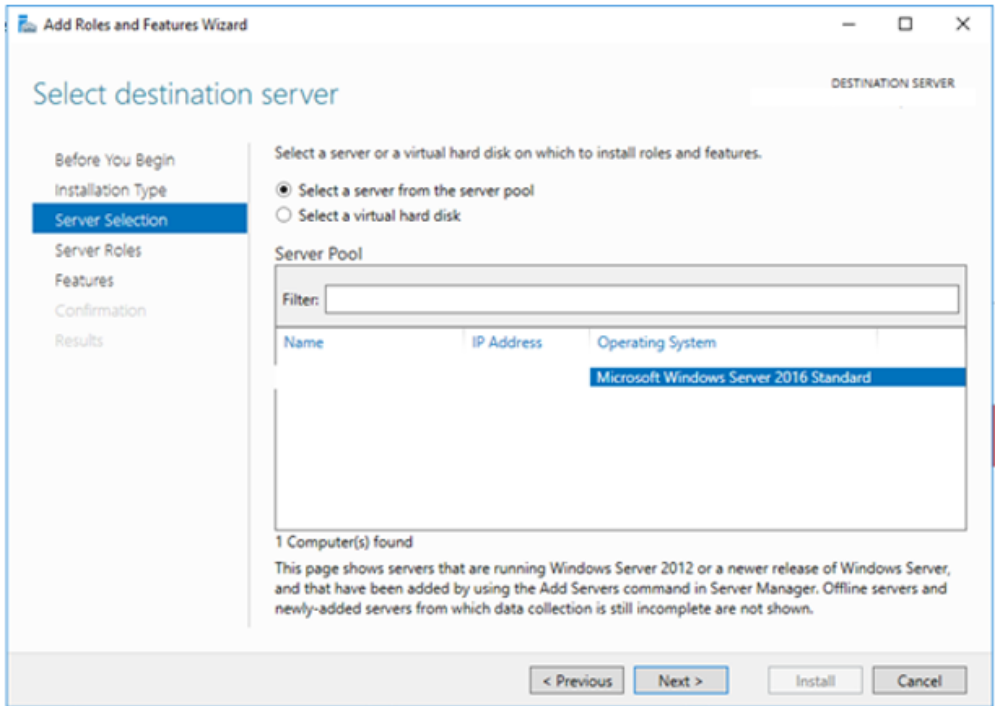 Add Roles and Features Wizard
Select destination server
DESTINATION SERVER
Before You Begin
Installation Type
Server Selection
Server Roles
Features
Confirmation
Results
Select a server or a virtual hard disk on which to install roles and features.
Select a server from the server pool
Select a virtual hard disk
Server Pool
Filter:
Name IP Address Operating System
Microsoft Windows Server 2016 Standard
1 Computer(s) found
This page shows servers that are running Windows Server 2012 or a newer release of Windows Server,
and that have been added by using the Add Servers command in Server Manager. Offline servers and
newly-added servers from which data collection is still incomplete are not shown.
< Previous Next > Install Cancel